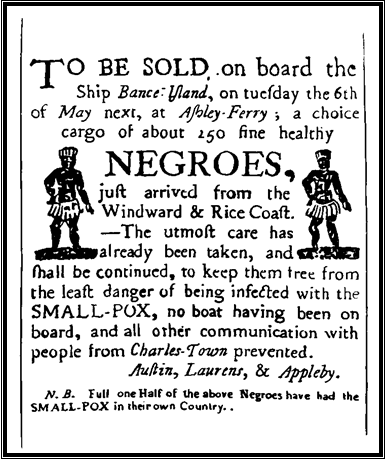 TO BE SOLD, on board the
Ship Bance-Iſland, on tueſday the 6th
of May next, at Aſhley-Ferry ; a choice
cargo of about 250 fine healthy
NEGROES,
juſt arrived from the
Windward & Rice Coaſt.
—The utmoſt care has
already been taken, and
ſhall be continued, to keep them free from
the leaſt danger of being infected with the
SMALL-POX, no boat having been on
board, and all other communication with
people from Charles-Town prevented.
Auſtin, Laurens, & Appleby.
N. B. Full one Half of the above Negroes have had the
SMALL-POX in their own Country. .